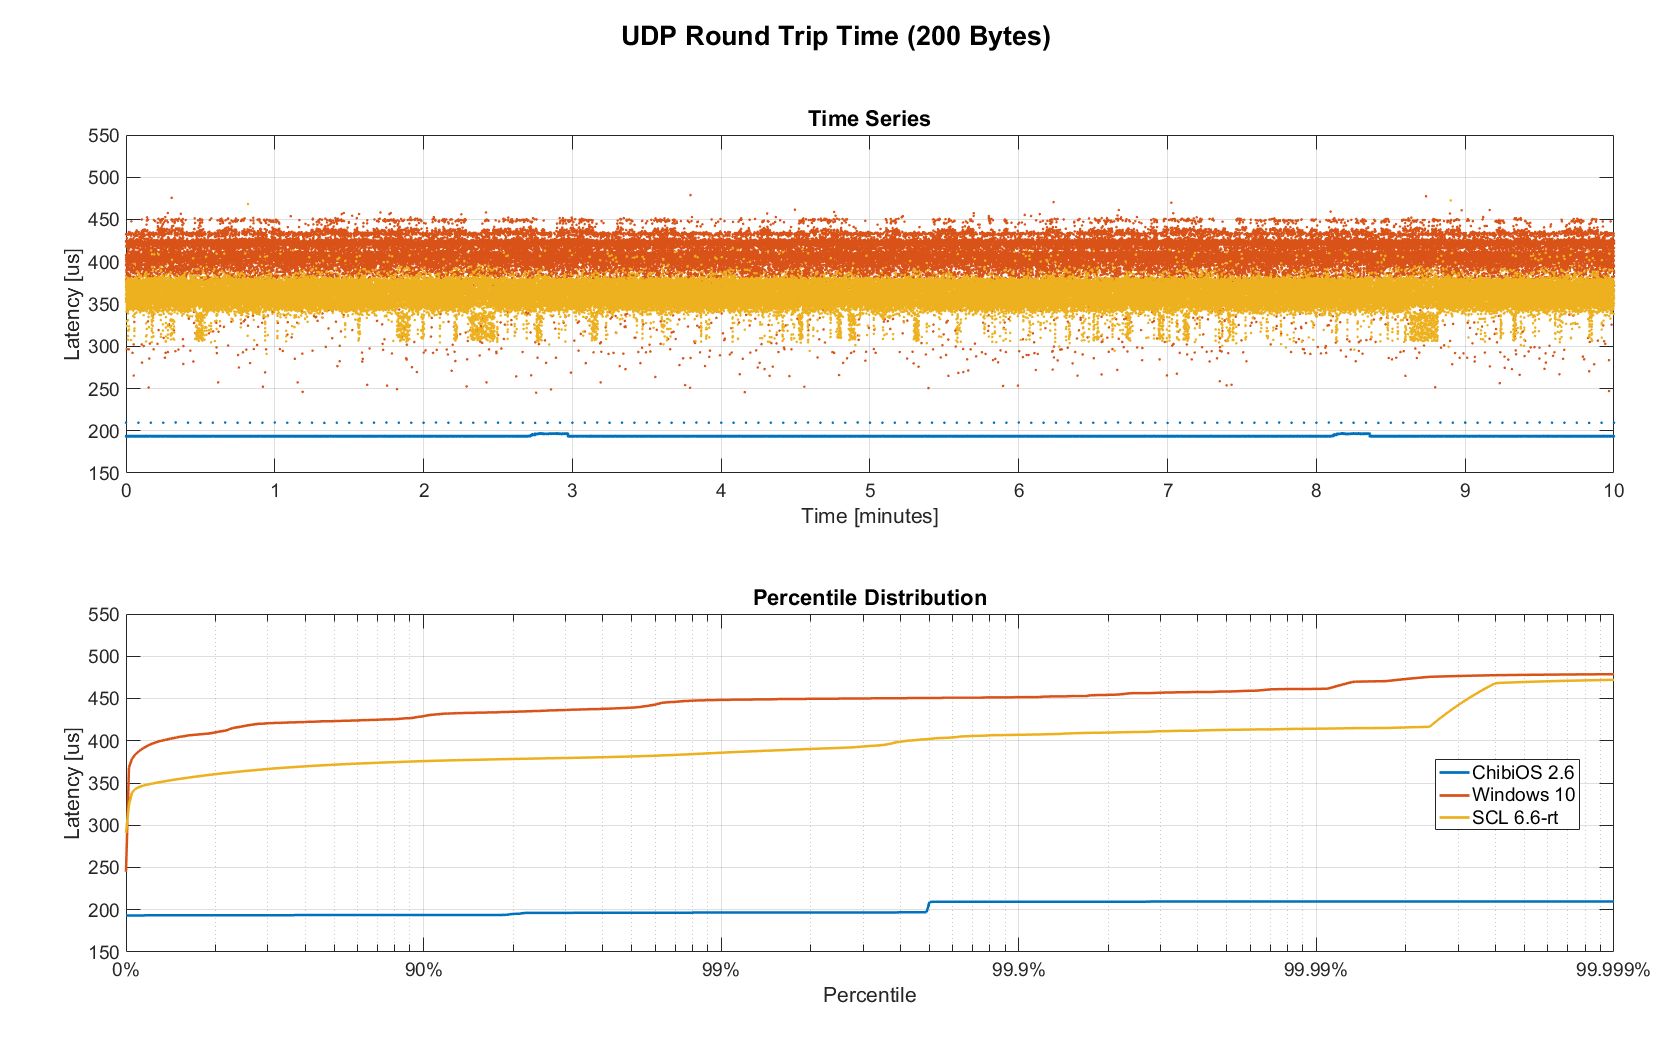 UDP Round Trip Time (200 Bytes)
Time Series
550
500
450
400
350
300
250
200
150
Latency [us]
0 1 2 3 4 5 6 7 8 9 10
Time [minutes]
Percentile Distribution
550
500
450
400
350
300
250
200
150
Latency [us]
ChibiOS 2.6
Windows 10
SCL 6.6-rt
0% 90% 99% 99.9% 99.99% 99.999%
Percentile